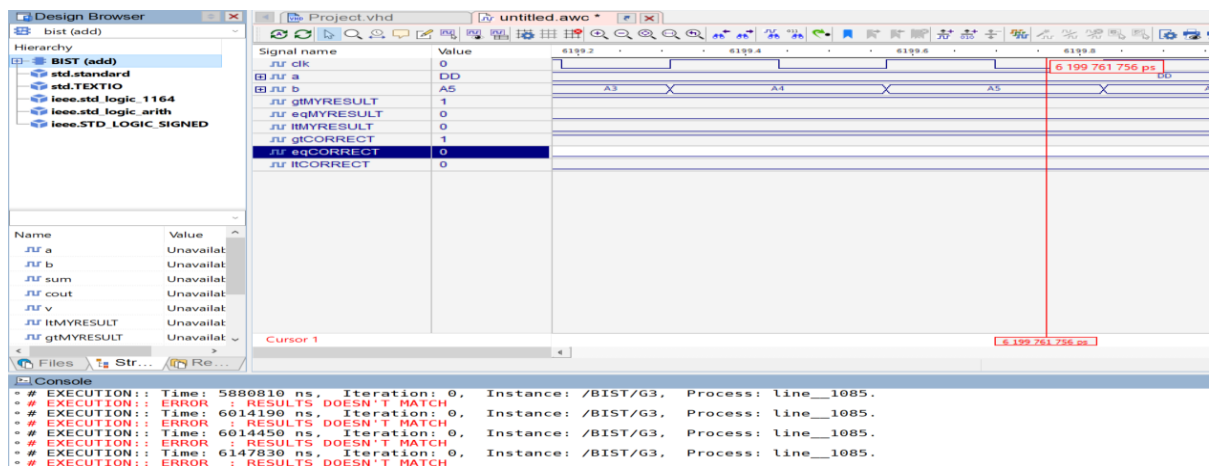 Design Browser
Project.vhd
untitled.awc *
bist (add)
Hierarchy
BIST (add)
std.standard
std.TEXTIO
ieee.std_logic_1164
ieee.std_logic_arith
ieee.STD_LOGIC_SIGNED
Signal name Value 6199.2 6199.4 6199.6 6199.8
clk 0 6 199 761 756 ps
a DD DD
b A5 A3 A4 A5
gtMYRESULT 1
eqMYRESULT 0
ltMYRESULT 0
gtCORRECT 1
eqCORRECT 0
ltCORRECT 0
Name Value
a Unavailab
b Unavailab
sum Unavailab
cout Unavailab
v Unavailab
ltMYRESULT Unavailab
gtMYRESULT Unavailab
Cursor 1 6 199 761 756 ps
Files Str... Re...
Console
# EXECUTION:: Time: 5880810 ns, Iteration: 0, Instance: /BIST/G3, Process: line__1085.
# EXECUTION:: ERROR : RESULTS DOESN'T MATCH
# EXECUTION:: Time: 6014190 ns, Iteration: 0, Instance: /BIST/G3, Process: line__1085.
# EXECUTION:: ERROR : RESULTS DOESN'T MATCH
# EXECUTION:: Time: 6014450 ns, Iteration: 0, Instance: /BIST/G3, Process: line__1085.
# EXECUTION:: ERROR : RESULTS DOESN'T MATCH
# EXECUTION:: Time: 6147830 ns, Iteration: 0, Instance: /BIST/G3, Process: line__1085.
# EXECUTION:: ERROR : RESULTS DOESN'T MATCH